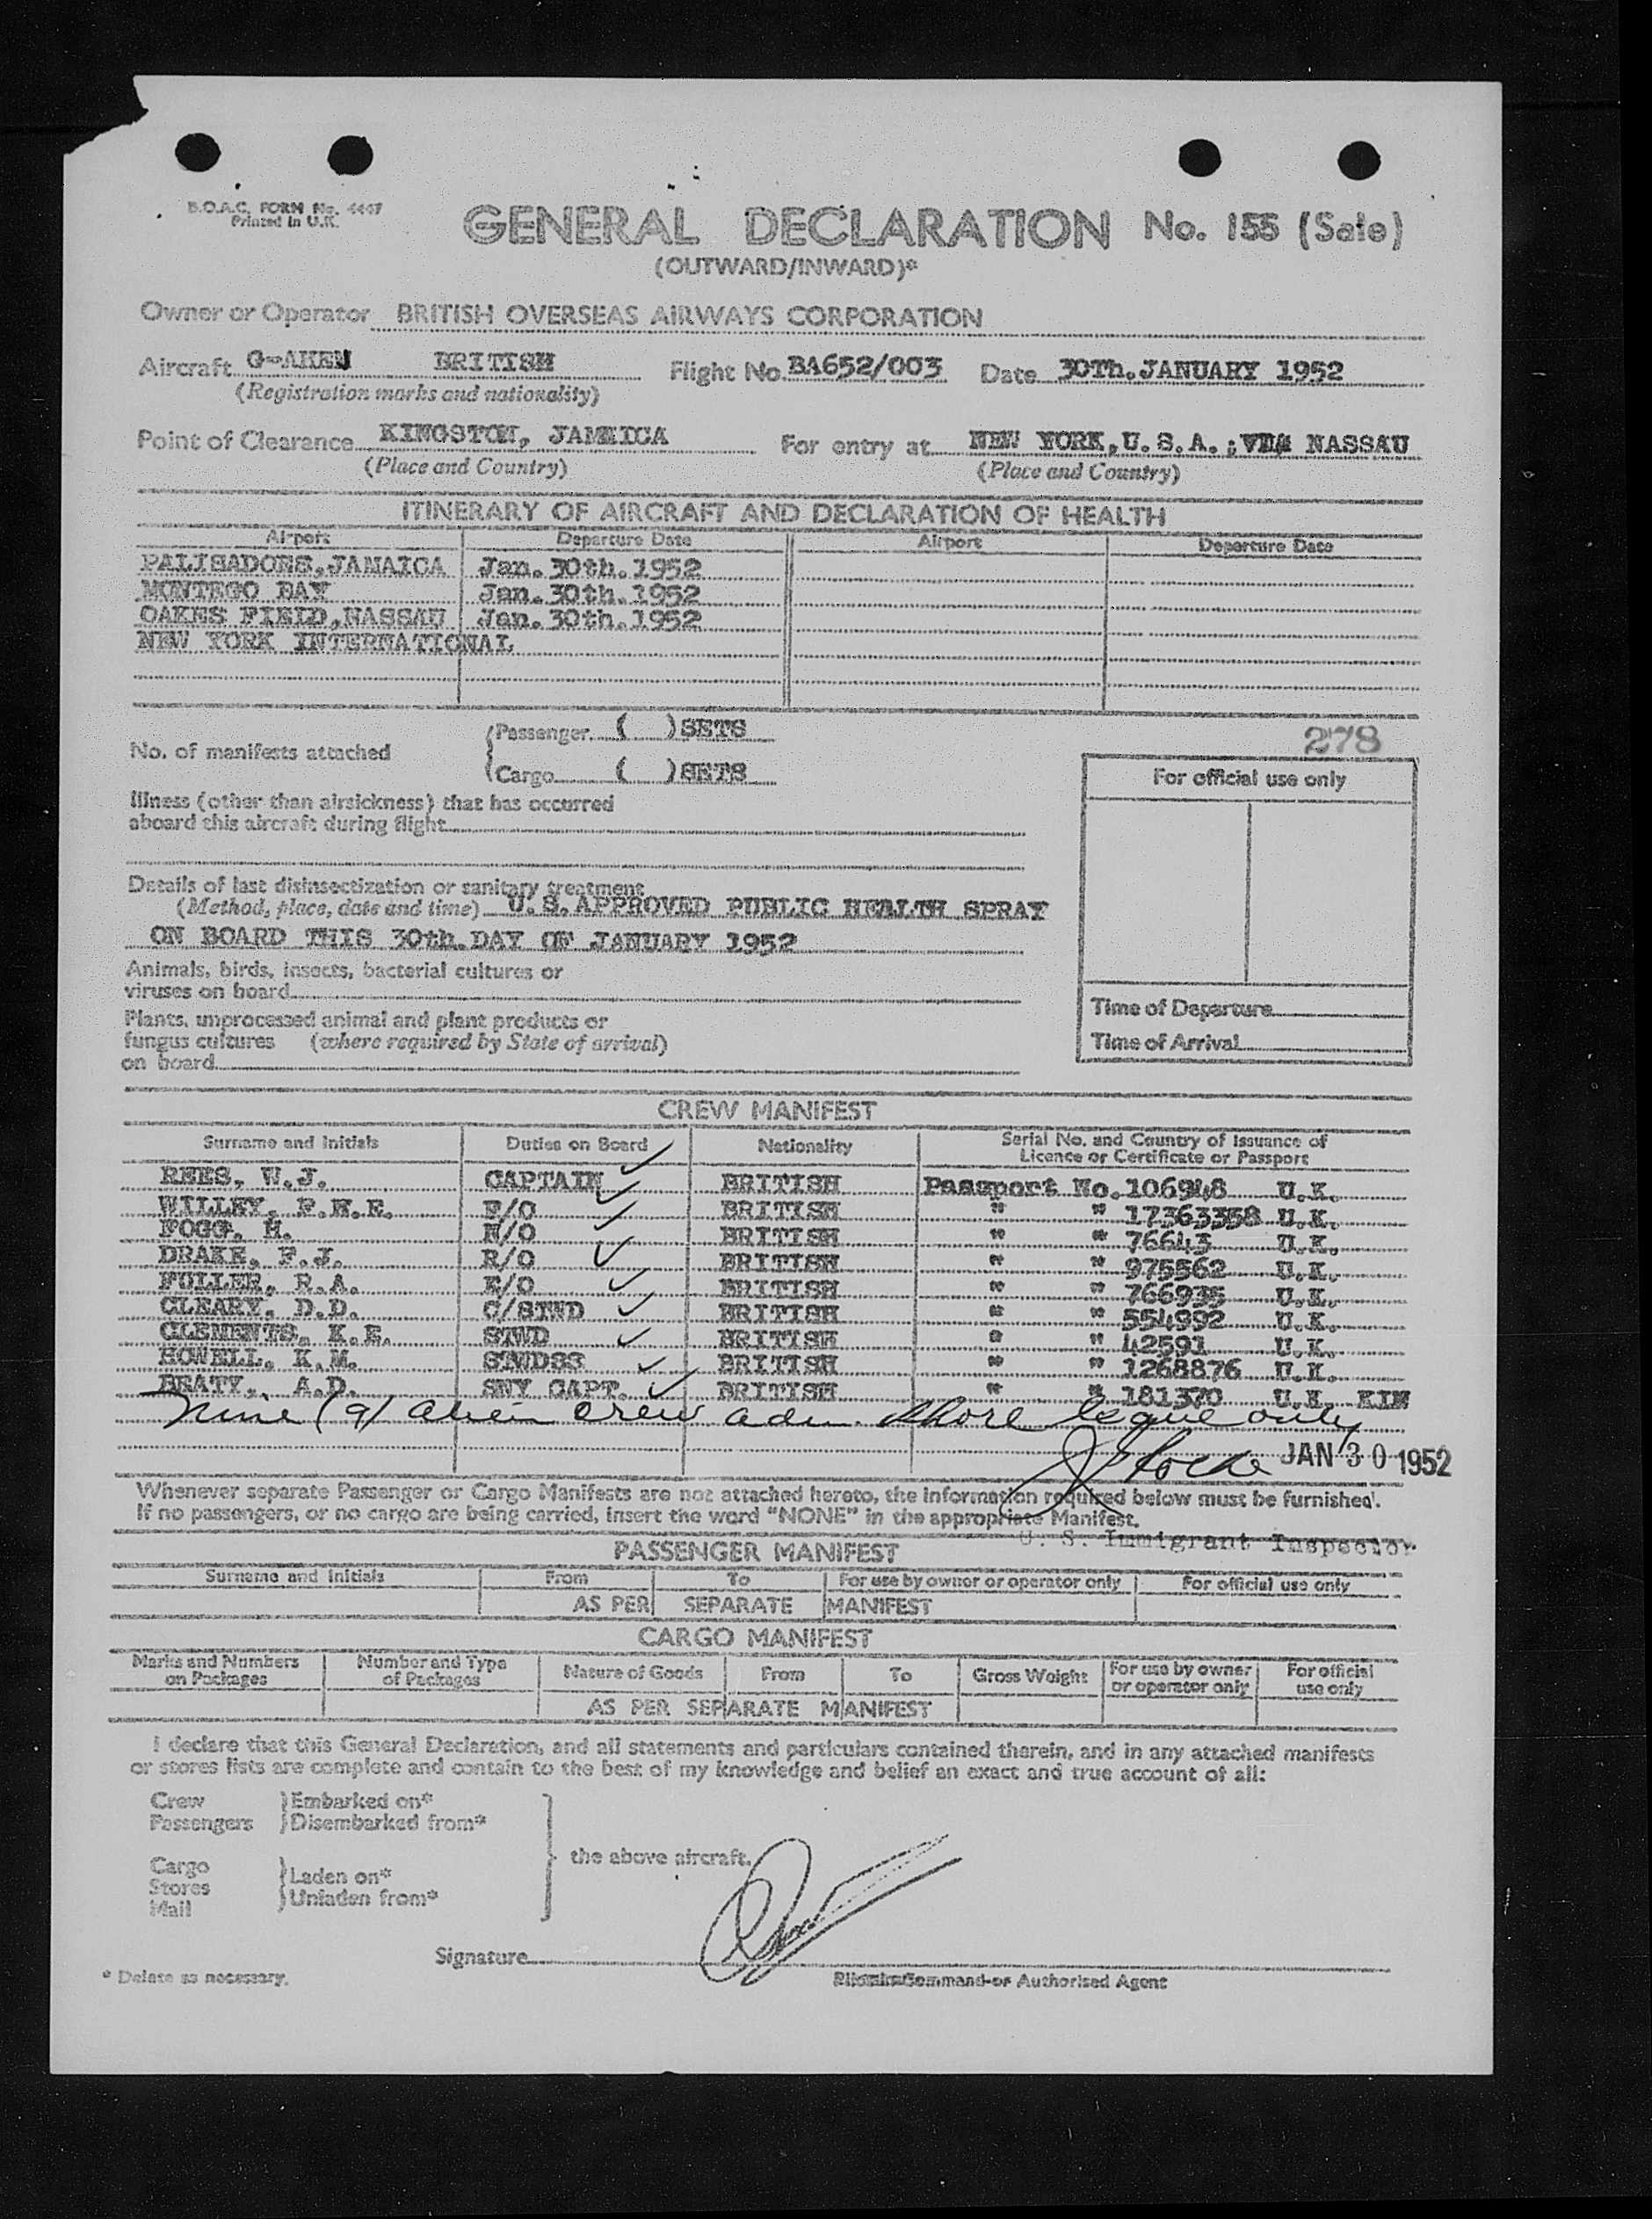 B.O.A.C. FORM No. 4447
Printed in U.K.
GENERAL DECLARATION No. 155 (Sale)
(OUTWARD/INWARD)*
Owner or Operator BRITISH OVERSEAS AIRWAYS CORPORATION
Aircraft BRITISH Flight No BA652/003 Date 30Th.JANUARY 1952
(Registration marks and nationality)
Point of Clearance KINGSTON, JAMAICA For entry at NEW YORK,U.S.A.;VIA NASSAU
(Place and Country) (Place and Country)
ITINERARY OF AIRCRAFT AND DECLARATION OF HEALTH
Airport Departure Date Airport Departure Date
PALISADOES,JAMAICA Jan.30th.1952
MONTEGO BAY Jan.30th.1952
OAKES FIELD,NASSAU Jan.30th.1952
NEW YORK INTERNATIONAL
No. of manifests attached
Passenger ( )SETS
Cargo ( )SETS
278
For official use only
Illness (other than airsickness) that has occurred
aboard this aircraft during flight
Details of last disinsectization or sanitary treatment
(Method, place, date and time) U.S.APPROVED PUBLIC HEALTH SPRAY
ON BOARD THIS 30th.DAY OF JANUARY 1952
Animals, birds, insects, bacterial cultures or
viruses on board
Plants, unprocessed animal and plant products or
fungus cultures (where required by State of arrival)
on board
Time of Departure
Time of Arrival
CREW MANIFEST
Surname and Initials Duties on Board Nationality Serial No. and Country of Issuance of
Licence or Certificate or Passport
REES, W.J. CAPTAIN BRITISH Passport No.106948 U.K.
WILLEY, F.H.E. F/O BRITISH " " 17363358 U.K.
FOGG, H. N/O BRITISH " " 76643 U.K.
DRAKE, F.J. R/O BRITISH " " 975562 U.K.
FULLER, R.A. E/O BRITISH " " 766935 U.K.
CLEARY, D.D. C/STWD BRITISH " " 554992 U.K.
CLEMENTS, K.E. STWD BRITISH " " 42591 U.K.
HOWELL, K.M. STWDSS BRITISH " " 1268876 U.K.
BEATY, A.D. SNY CAPT. BRITISH " " 181370 U.K. KIN
Nine (9) alien crew adm. shore leave only
JAN 30 1952
Whenever separate Passenger or Cargo Manifests are not attached hereto, the information required below must be furnished.
If no passengers, or no cargo are being carried, insert the word "NONE" in the appropriate Manifest.
U. S. Immigrant Inspector
PASSENGER MANIFEST
Surname and Initials From To For use by owner or operator only For official use only
AS PER SEPARATE MANIFEST
CARGO MANIFEST
Marks and Numbers on Packages Number and Type of Packages Nature of Goods From To Gross Weight For use by owner or operator only For official use only
AS PER SEPARATE MANIFEST
I declare that this General Declaration, and all statements and particulars contained therein, and in any attached manifests
or stores lists are complete and contain to the best of my knowledge and belief an exact and true account of all:
Crew
Passengers
Embarked on*
Disembarked from*
Cargo
Stores
Mail
Laden on*
Unladen from*
the above aircraft.
Signature
Pilot-in-Command or Authorised Agent
* Delete as necessary.